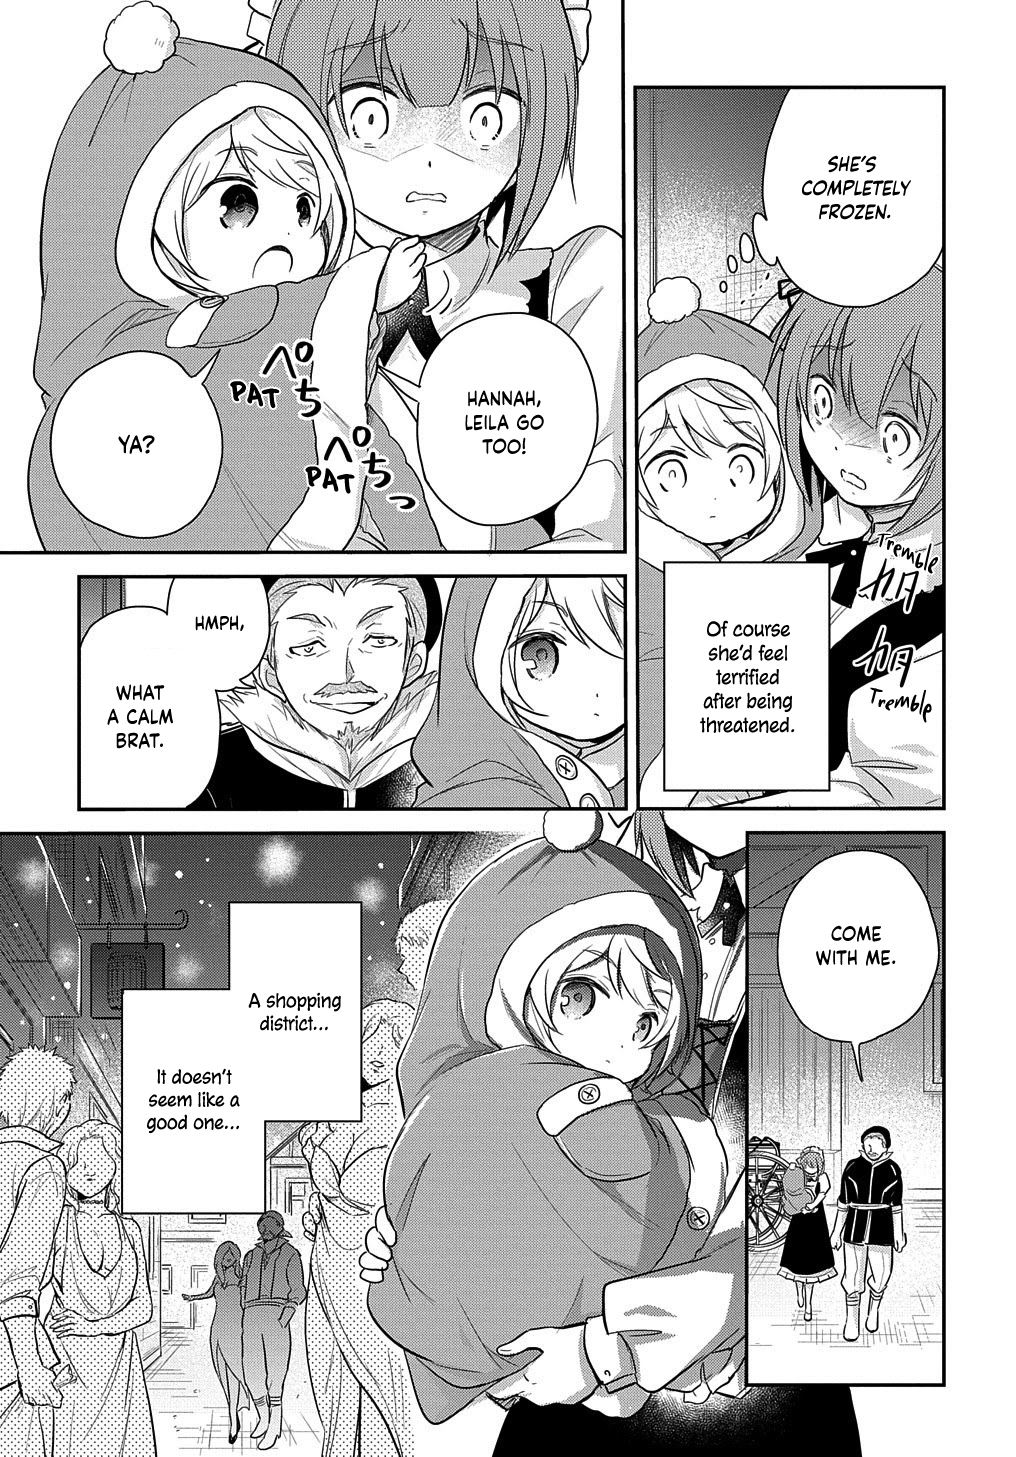 SHE'S
COMPLETELY
FROZEN.
Tremble
カタ
カタ
Tremble
Of course
she'd feel
terrified
after being
threatened.
HANNAH,
LEILA GO
TOO!
ぺち
PAT
ぺちっ
PAT
YA?
HMPH,
WHAT
A CALM
BRAT.
COME
WITH ME.
A shopping
district...
It doesn't
seem like a
good one...